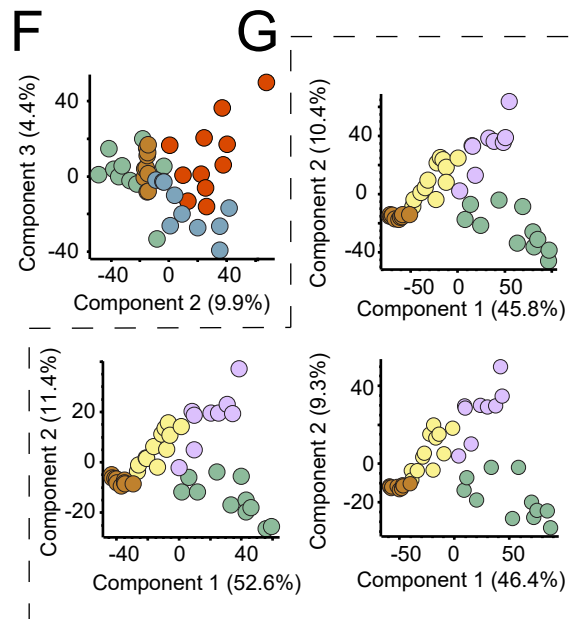 F
G
Component 3 (4.4%)
40
0
-40
-40
0
40
Component 2 (9.9%)
Component 2 (10.4%)
40
0
-40
-50
0
50
Component 1 (45.8%)
Component 2 (11.4%)
20
0
-20
-40
0
40
Component 1 (52.6%)
Component 2 (9.3%)
40
0
-20
-50
0
50
Component 1 (46.4%)